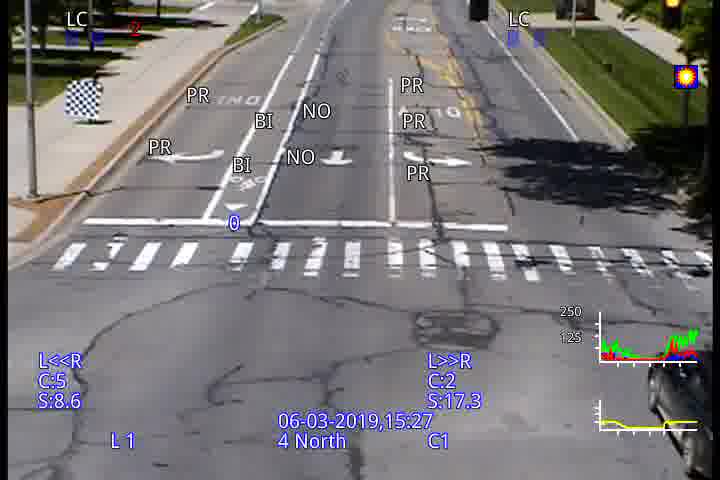 LC
2
LC
PR
PR
PR
NO
BI
PR
PR
NO
BI
PR
0
250
125
L<<R
C:5
S:8.6
L>>R
C:2
S:17.3
06-03-2019,15:27
L 1
4 North
C1